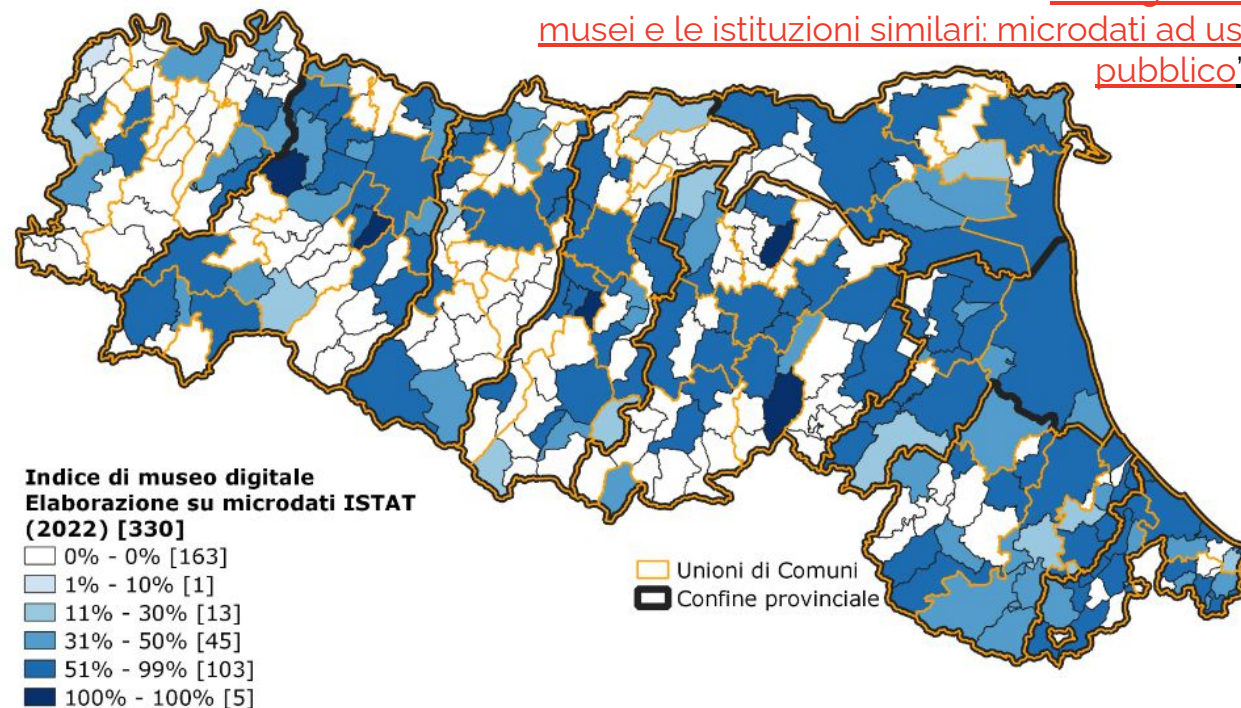 musei e le istituzioni similari: microdati ad us
pubblico"
Indice di museo digitale
Elaborazione su microdati ISTAT
(2022) [330]
0% - 0% [163]
1% - 10% [1]
11% - 30% [13]
31% - 50% [45]
51% - 99% [103]
100% - 100% [5]
Unioni di Comuni
Confine provinciale